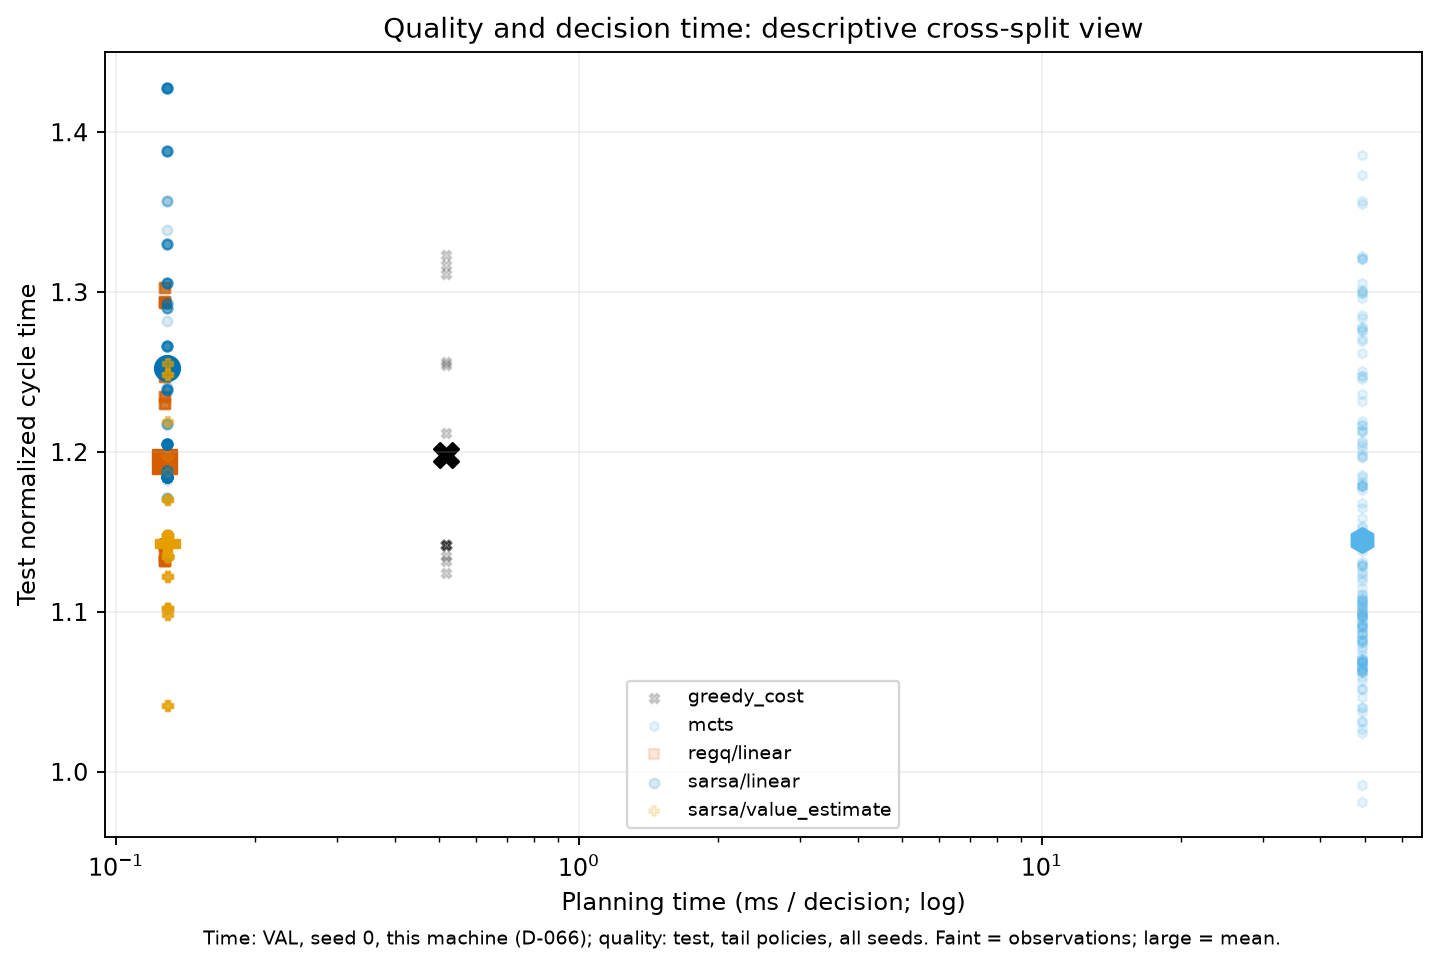 Quality and decision time: descriptive cross-split view
Test normalized cycle time
1.4
1.3
1.2
1.1
1.0
greedy_cost
mcts
regq/linear
sarsa/linear
sarsa/value_estimate
10⁻¹
10⁰
10¹
Planning time (ms / decision; log)
Time: VAL, seed 0, this machine (D-066); quality: test, tail policies, all seeds. Faint = observations; large = mean.